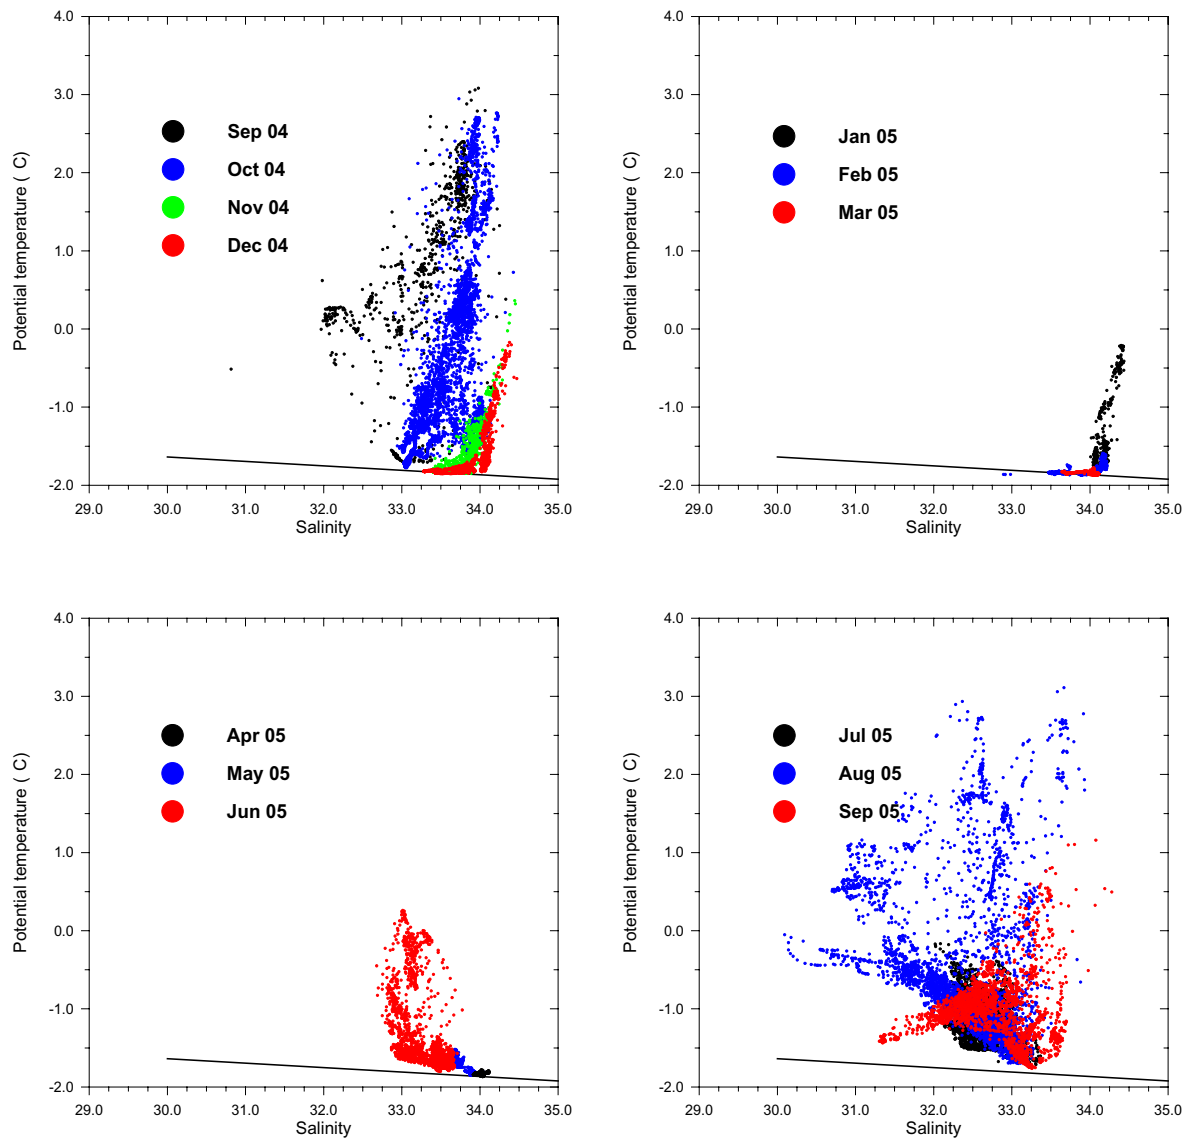 4.0
3.0
2.0
1.0
0.0
-1.0
-2.0
Potential temperature ( C)
Sep 04
Oct 04
Nov 04
Dec 04
29.0 30.0 31.0 32.0 33.0 34.0 35.0
Salinity
4.0
3.0
2.0
1.0
0.0
-1.0
-2.0
Potential temperature ( C)
Jan 05
Feb 05
Mar 05
29.0 30.0 31.0 32.0 33.0 34.0 35.0
Salinity
4.0
3.0
2.0
1.0
0.0
-1.0
-2.0
Potential temperature ( C)
Apr 05
May 05
Jun 05
29.0 30.0 31.0 32.0 33.0 34.0 35.0
Salinity
4.0
3.0
2.0
1.0
0.0
-1.0
-2.0
Potential temperature ( C)
Jul 05
Aug 05
Sep 05
29.0 30.0 31.0 32.0 33.0 34.0 35.0
Salinity